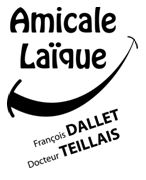 Amicale
Laïque
François DALLET
Docteur TEILLAIS